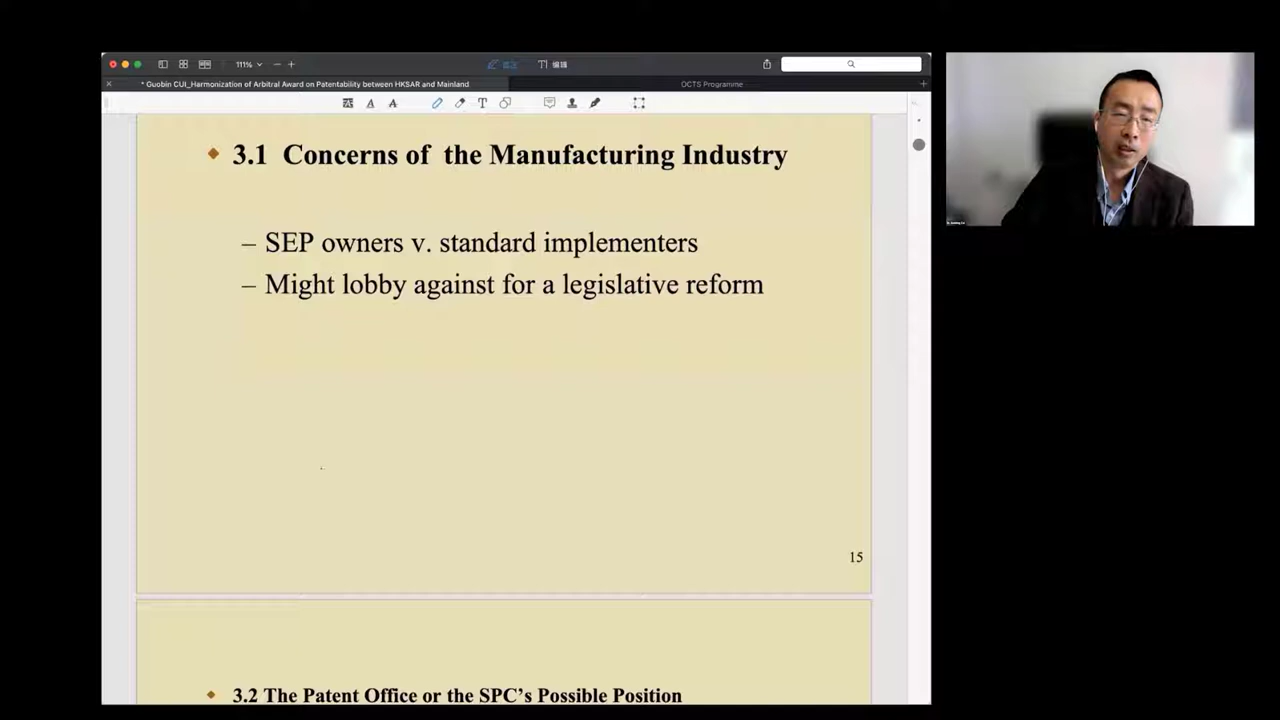 111%
编辑
* Guobin CUI_Harmonization of Arbitral Award on Patentability between HKSAR and Mainland
OCTS Programme
3.1 Concerns of the Manufacturing Industry
– SEP owners v. standard implementers
– Might lobby against for a legislative reform
15
3.2 The Patent Office or the SPC's Possible Position